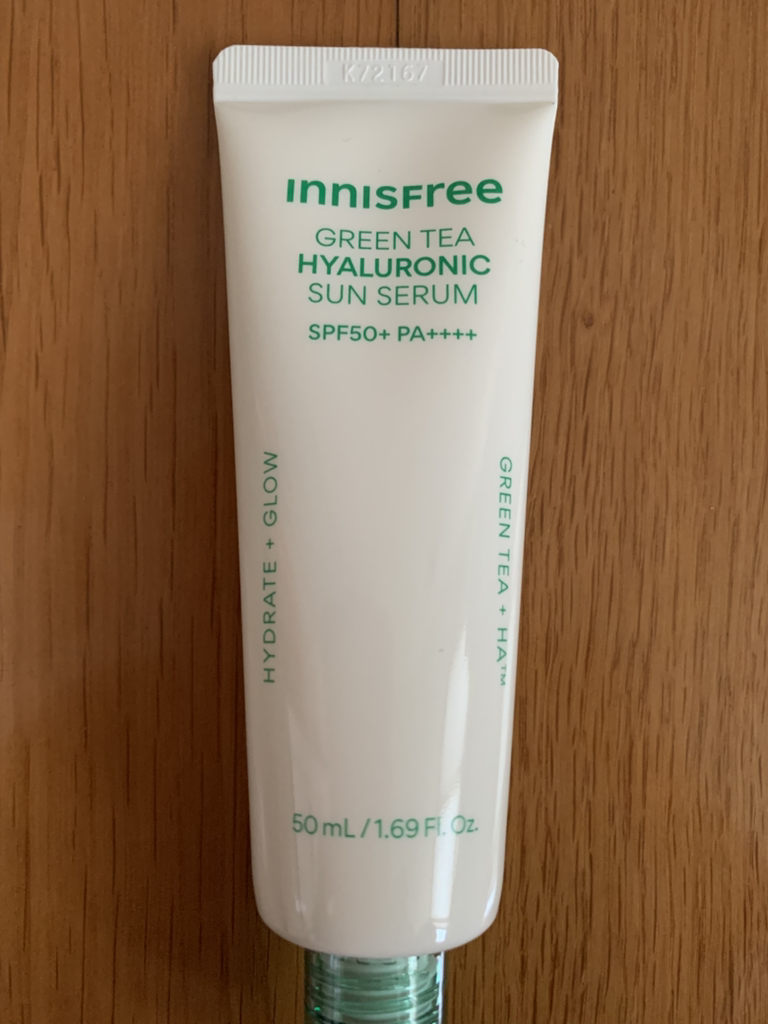 K72167
innisfree
GREEN TEA
HYALURONIC
SUN SERUM
SPF50+ PA++++
HYDRATE + GLOW
GREEN TEA + HA™
50 mL / 1.69 Fl. Oz.